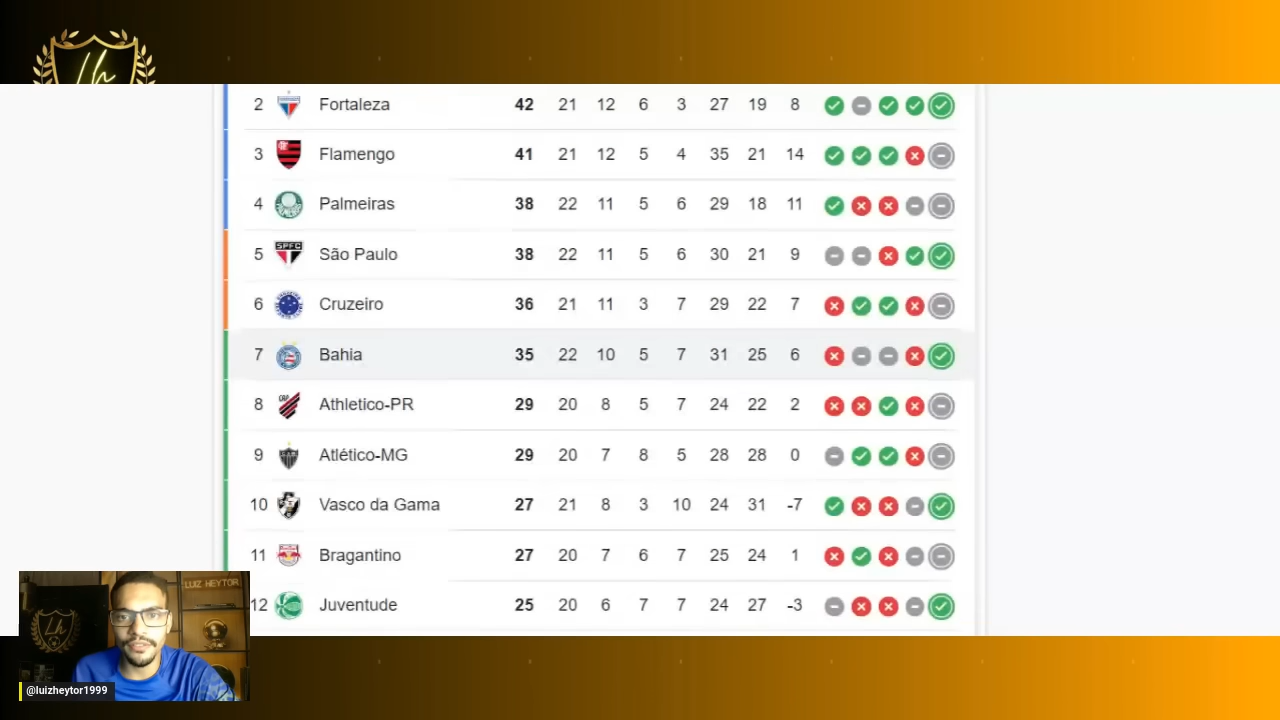 Lh
2 Fortaleza 42 21 12 6 3 27 19 8
3 Flamengo 41 21 12 5 4 35 21 14
4 Palmeiras 38 22 11 5 6 29 18 11
SPFC
5 São Paulo 38 22 11 5 6 30 21 9
6 Cruzeiro 36 21 11 3 7 29 22 7
7 Bahia 35 22 10 5 7 31 25 6
CAP
8 Athletico-PR 29 20 8 5 7 24 22 2
9 Atlético-MG 29 20 7 8 5 28 28 0
10 Vasco da Gama 27 21 8 3 10 24 31 -7
11 Bragantino 27 20 7 6 7 25 24 1
12 Juventude 25 20 6 7 7 24 27 -3
LUIZ HEYTOR
Lh
@luizheytor1999